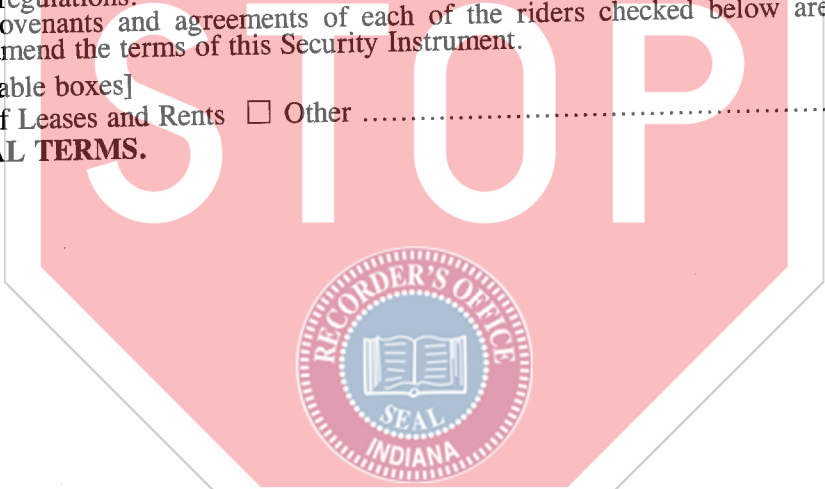 regulations.
ovenants and agreements of each of the riders checked below are
mend the terms of this Security Instrument.
able boxes]
f Leases and Rents ☐ Other ........................................................
L TERMS.
STOP
RECORDER'S OFFICE
SEAL
INDIANA